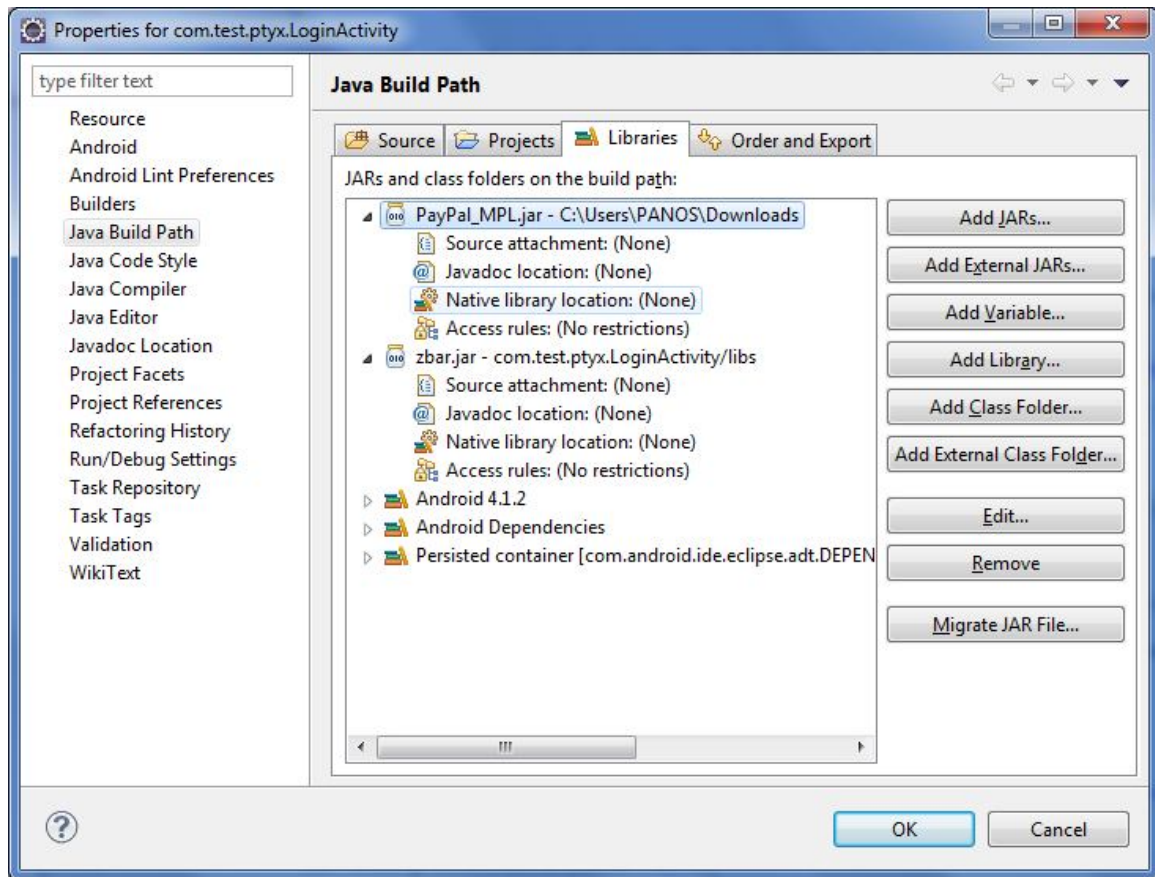 Properties for com.test.ptyx.LoginActivity
type filter text
Resource
Android
Android Lint Preferences
Builders
Java Build Path
Java Code Style
Java Compiler
Java Editor
Javadoc Location
Project Facets
Project References
Refactoring History
Run/Debug Settings
Task Repository
Task Tags
Validation
WikiText
Java Build Path
Source
Projects
Libraries
Order and Export
JARs and class folders on the build path:
PayPal_MPL.jar - C:\Users\PANOS\Downloads
Source attachment: (None)
Javadoc location: (None)
Native library location: (None)
Access rules: (No restrictions)
zbar.jar - com.test.ptyx.LoginActivity/libs
Source attachment: (None)
Javadoc location: (None)
Native library location: (None)
Access rules: (No restrictions)
Android 4.1.2
Android Dependencies
Persisted container [com.android.ide.eclipse.adt.DEPEN
Add JARs...
Add External JARs...
Add Variable...
Add Library...
Add Class Folder...
Add External Class Folder...
Edit...
Remove
Migrate JAR File...
OK
Cancel